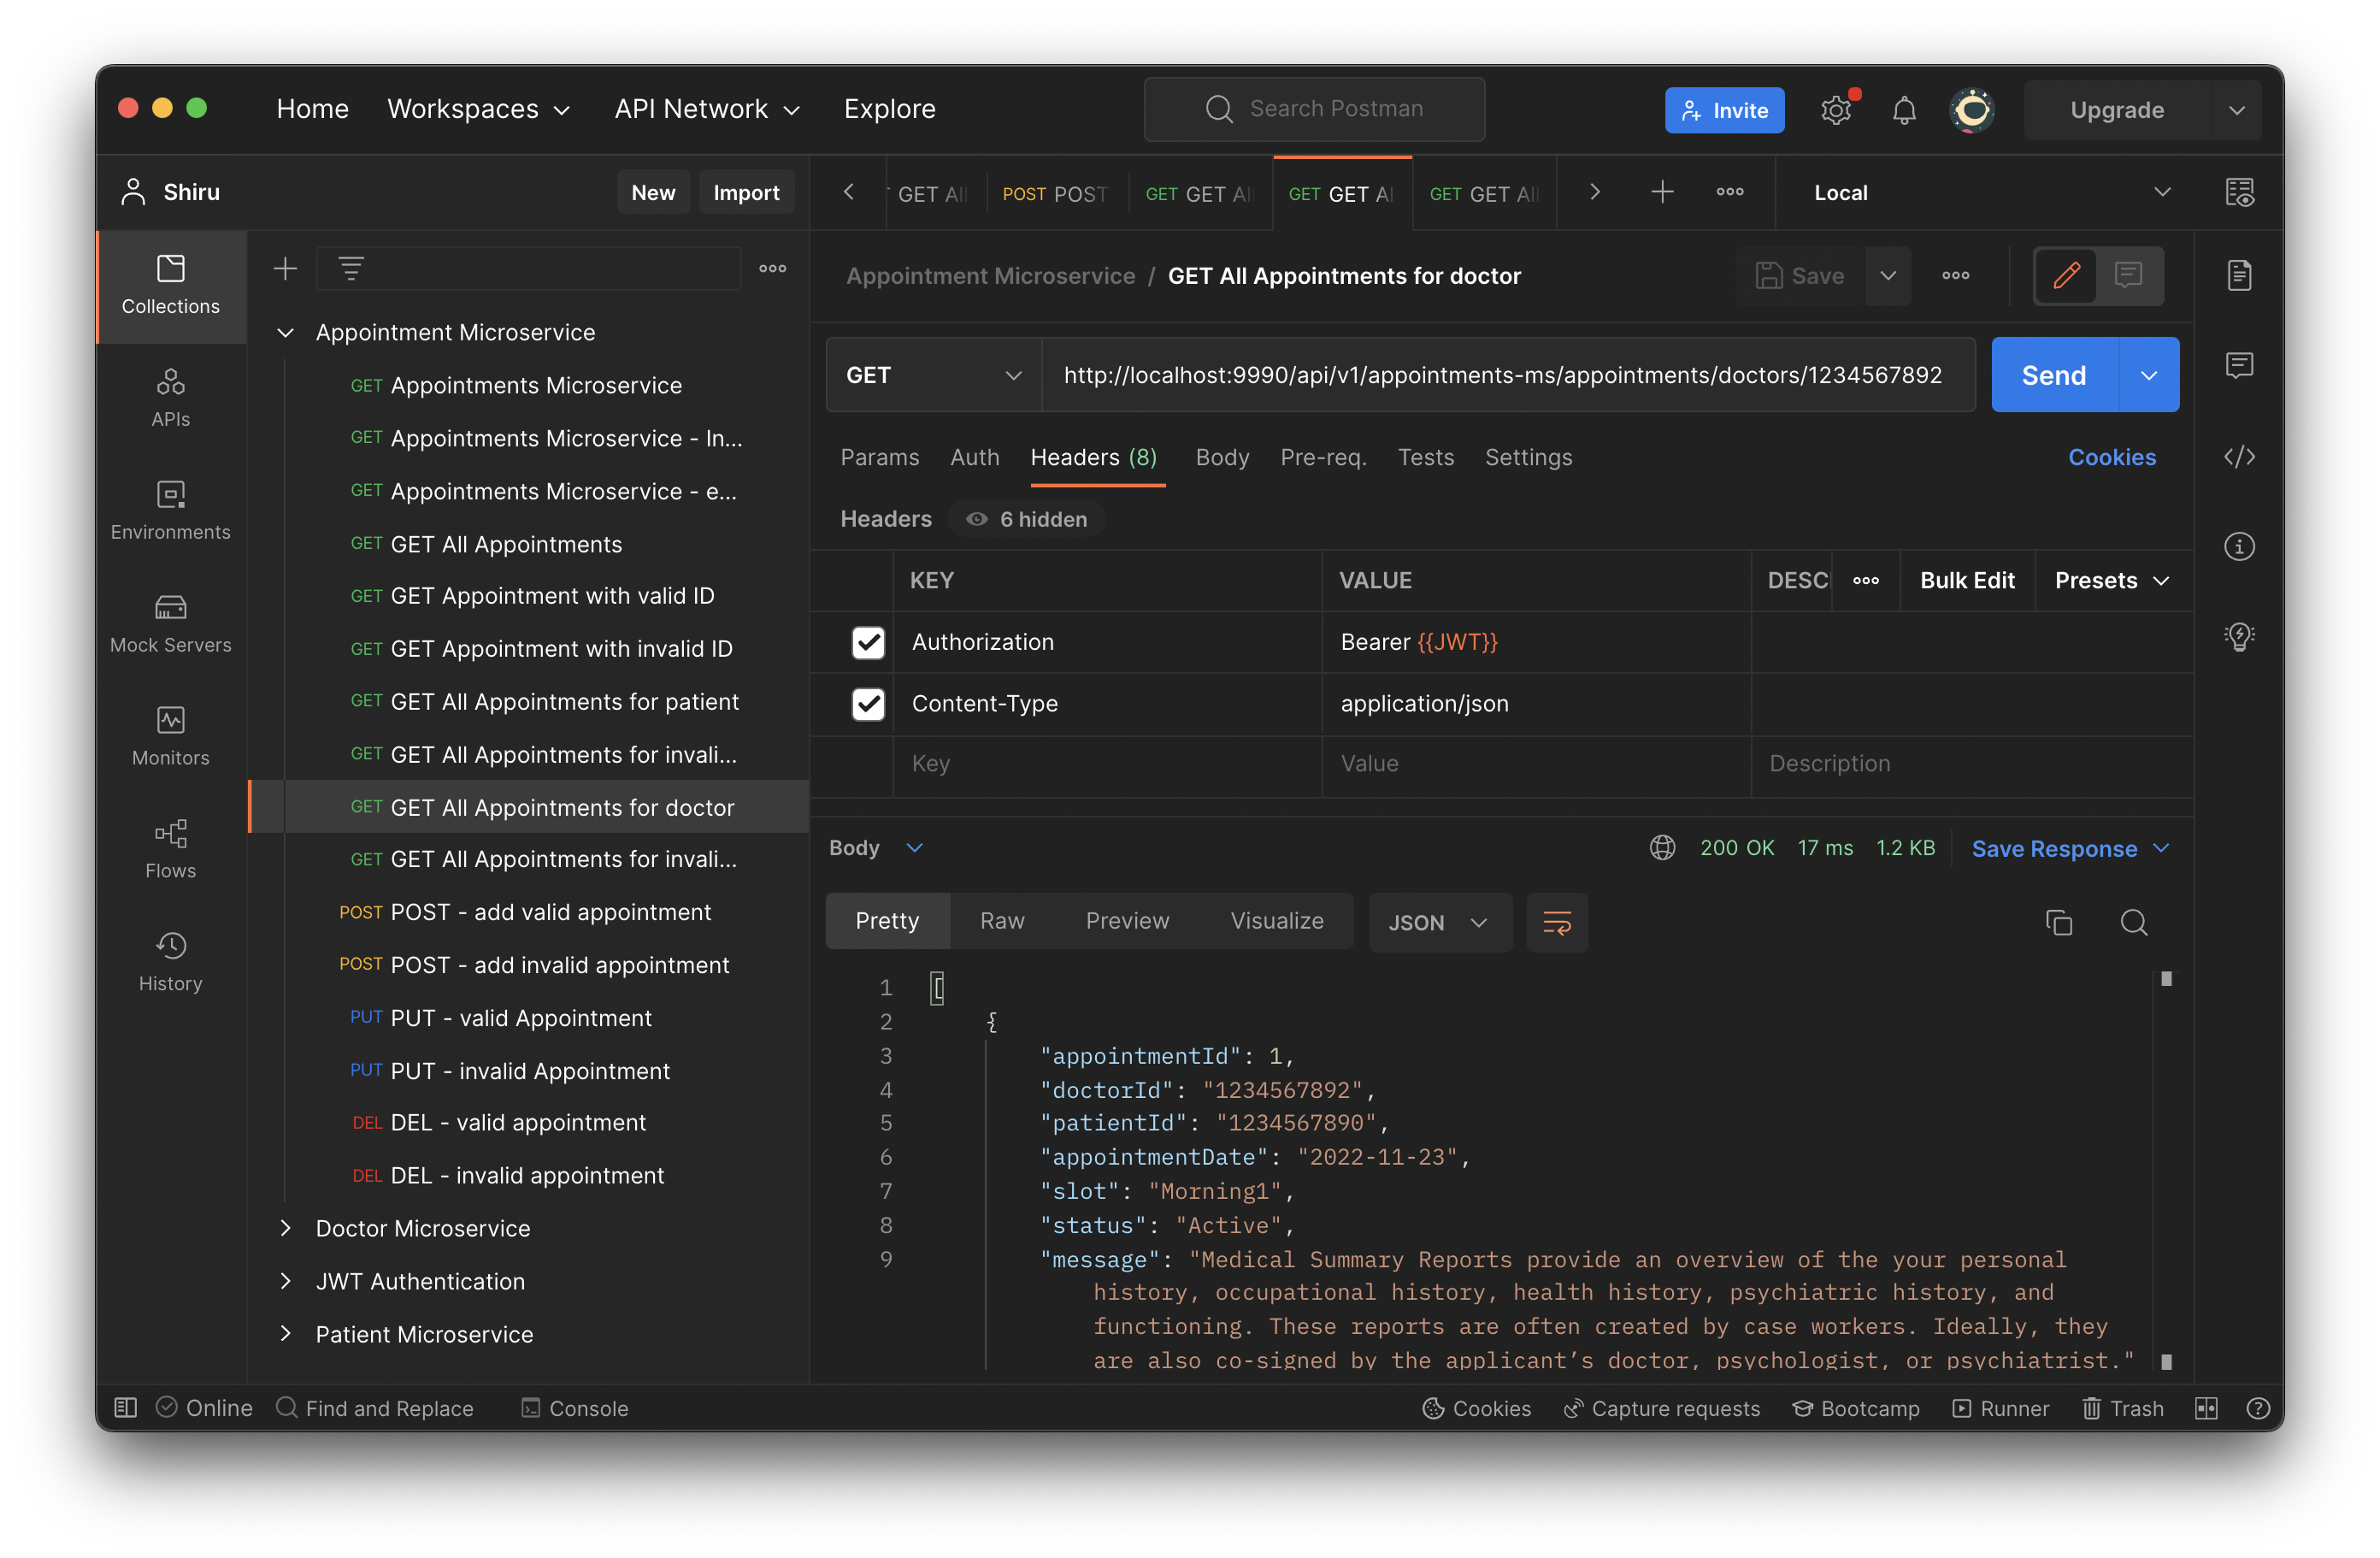 Home Workspaces API Network Explore Search Postman Invite Upgrade
Shiru New Import
GET All POST POST GET GET Al GET GET Al GET GET All Local
Collections
APIs
Environments
Mock Servers
Monitors
Flows
History
Appointment Microservice
GET Appointments Microservice
GET Appointments Microservice - In...
GET Appointments Microservice - e...
GET GET All Appointments
GET GET Appointment with valid ID
GET GET Appointment with invalid ID
GET GET All Appointments for patient
GET GET All Appointments for invali...
GET GET All Appointments for doctor
GET GET All Appointments for invali...
POST POST - add valid appointment
POST POST - add invalid appointment
PUT PUT - valid Appointment
PUT PUT - invalid Appointment
DEL DEL - valid appointment
DEL DEL - invalid appointment
Doctor Microservice
JWT Authentication
Patient Microservice
Appointment Microservice / GET All Appointments for doctor Save
GET http://localhost:9990/api/v1/appointments-ms/appointments/doctors/1234567892 Send
Params Auth Headers (8) Body Pre-req. Tests Settings Cookies
Headers 6 hidden
KEY VALUE DESC Bulk Edit Presets
Authorization Bearer {{JWT}}
Content-Type application/json
Key Value Description
Body 200 OK 17 ms 1.2 KB Save Response
Pretty Raw Preview Visualize JSON
1 [
2 {
3 "appointmentId": 1,
4 "doctorId": "1234567892",
5 "patientId": "1234567890",
6 "appointmentDate": "2022-11-23",
7 "slot": "Morning1",
8 "status": "Active",
9 "message": "Medical Summary Reports provide an overview of the your personal
history, occupational history, health history, psychiatric history, and
functioning. These reports are often created by case workers. Ideally, they
are also co-signed by the applicant’s doctor, psychologist, or psychiatrist."
Online Find and Replace Console Cookies Capture requests Bootcamp Runner Trash